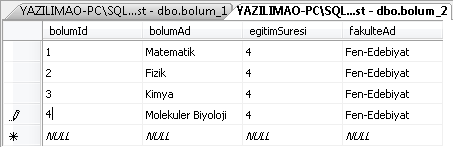 YAZILIMAO-PC\SQL...st - dbo.bolum_1 YAZILIMAO-PC\SQL...st - dbo.bolum_2
bolumId bolumAd egitimSuresi fakulteAd
1 Matematik 4 Fen-Edebiyat
2 Fizik 4 Fen-Edebiyat
3 Kimya 4 Fen-Edebiyat
4 Molekuler Biyoloji 4 Fen-Edebiyat
NULL NULL NULL NULL